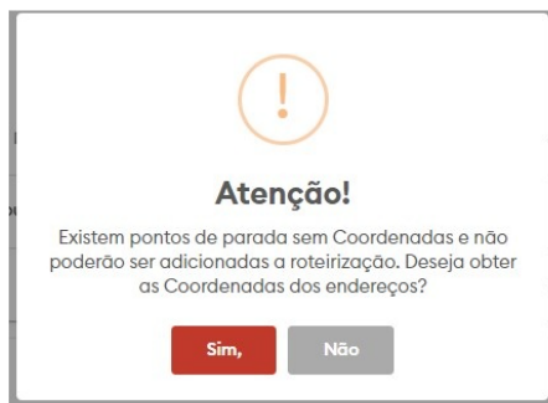 !
Atenção!
Existem pontos de parada sem Coordenadas e não
poderão ser adicionadas a roteirização. Deseja obter
as Coordenadas dos endereços?
Sim,
Não